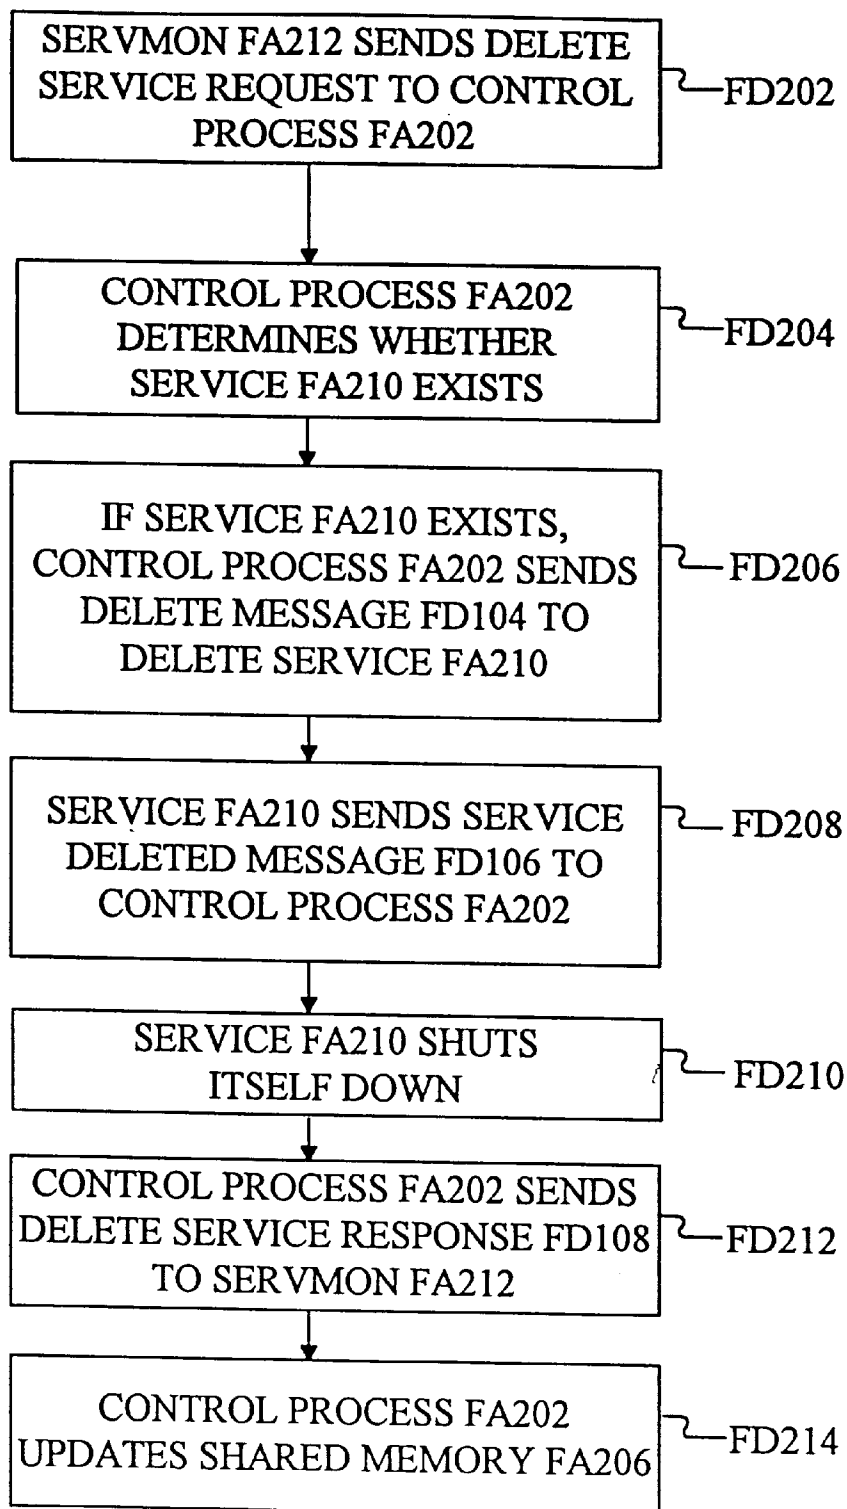 SERVMON FA212 SENDS DELETE
SERVICE REQUEST TO CONTROL
PROCESS FA202
FD202
CONTROL PROCESS FA202
DETERMINES WHETHER
SERVICE FA210 EXISTS
FD204
IF SERVICE FA210 EXISTS,
CONTROL PROCESS FA202 SENDS
DELETE MESSAGE FD104 TO
DELETE SERVICE FA210
FD206
SERVICE FA210 SENDS SERVICE
DELETED MESSAGE FD106 TO
CONTROL PROCESS FA202
FD208
SERVICE FA210 SHUTS
ITSELF DOWN
FD210
CONTROL PROCESS FA202 SENDS
DELETE SERVICE RESPONSE FD108
TO SERVMON FA212
FD212
CONTROL PROCESS FA202
UPDATES SHARED MEMORY FA206
FD214